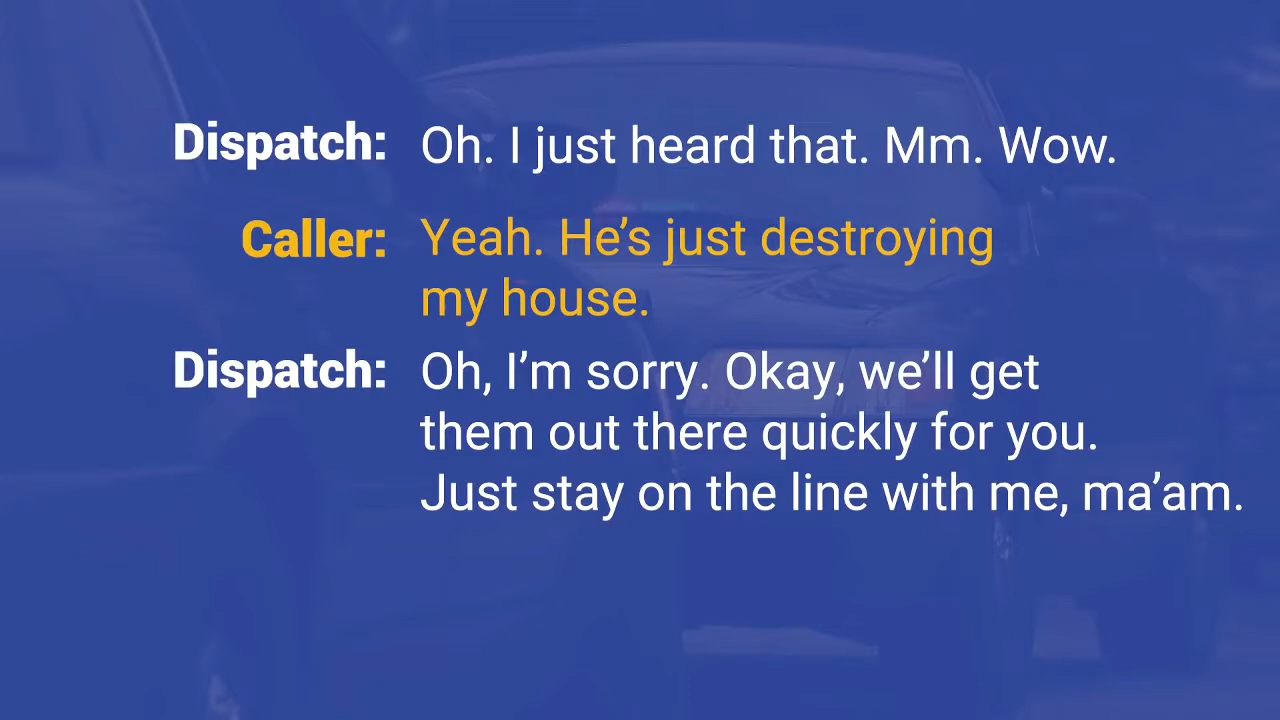 Dispatch: Oh. I just heard that. Mm. Wow.
Caller: Yeah. He’s just destroying
my house.
Dispatch: Oh, I’m sorry. Okay, we’ll get
them out there quickly for you.
Just stay on the line with me, ma’am.